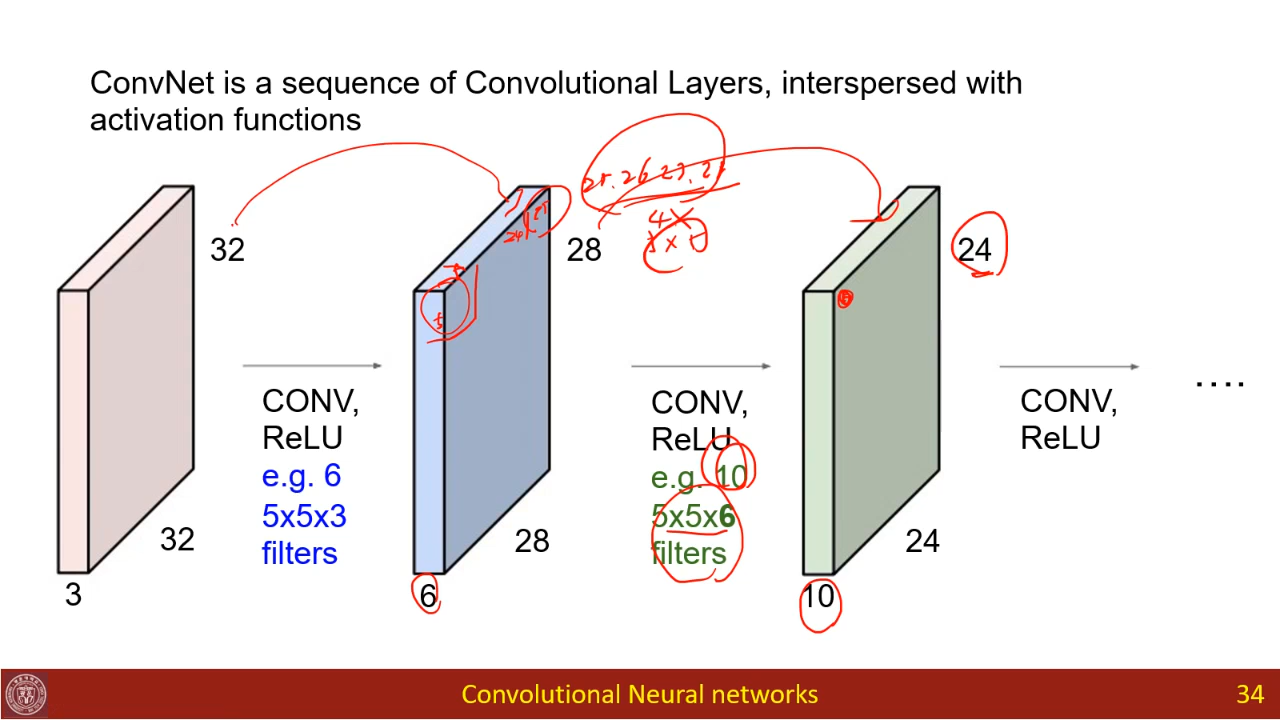 ConvNet is a sequence of Convolutional Layers, interspersed with
activation functions
32
32
3
CONV,
ReLU
e.g. 6
5x5x3
filters
28
28
6
5
CONV,
ReLU
e.g. 10
5x5x6
filters
24
24
10
CONV,
ReLU
....
Convolutional Neural networks
34